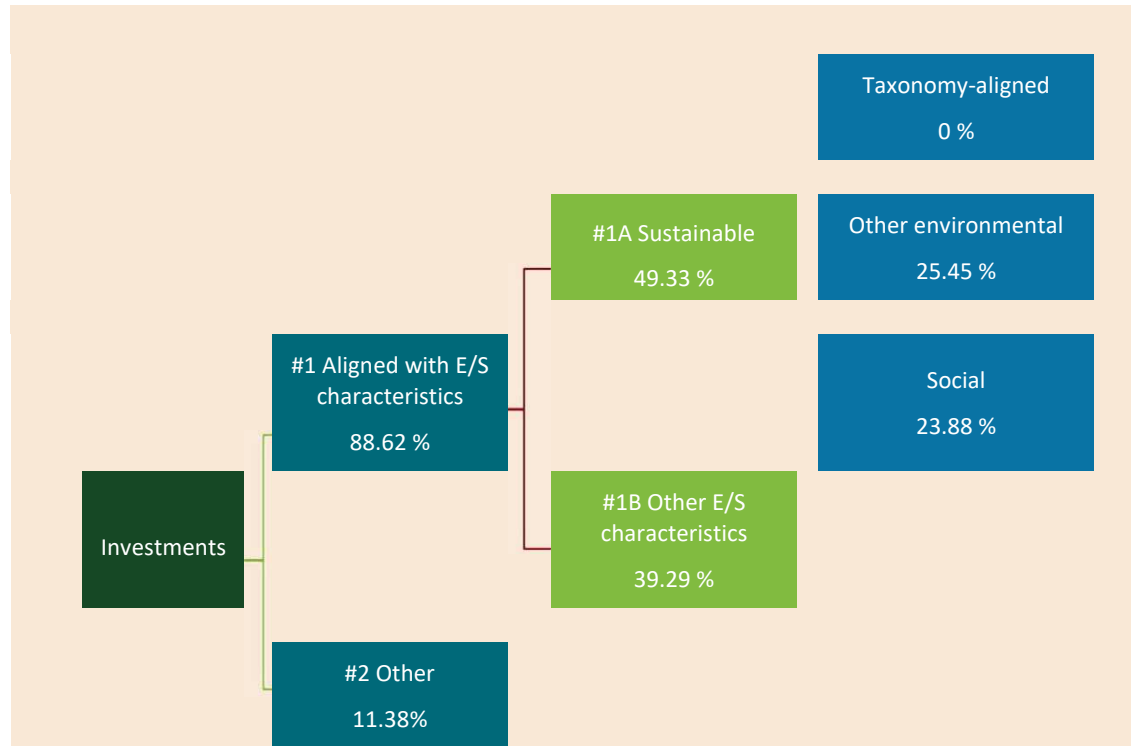 Taxonomy-aligned
0 %
#1A Sustainable
49.33 %
Other environmental
25.45 %
#1 Aligned with E/S
characteristics
88.62 %
Social
23.88 %
Investments
#1B Other E/S
characteristics
39.29 %
#2 Other
11.38%